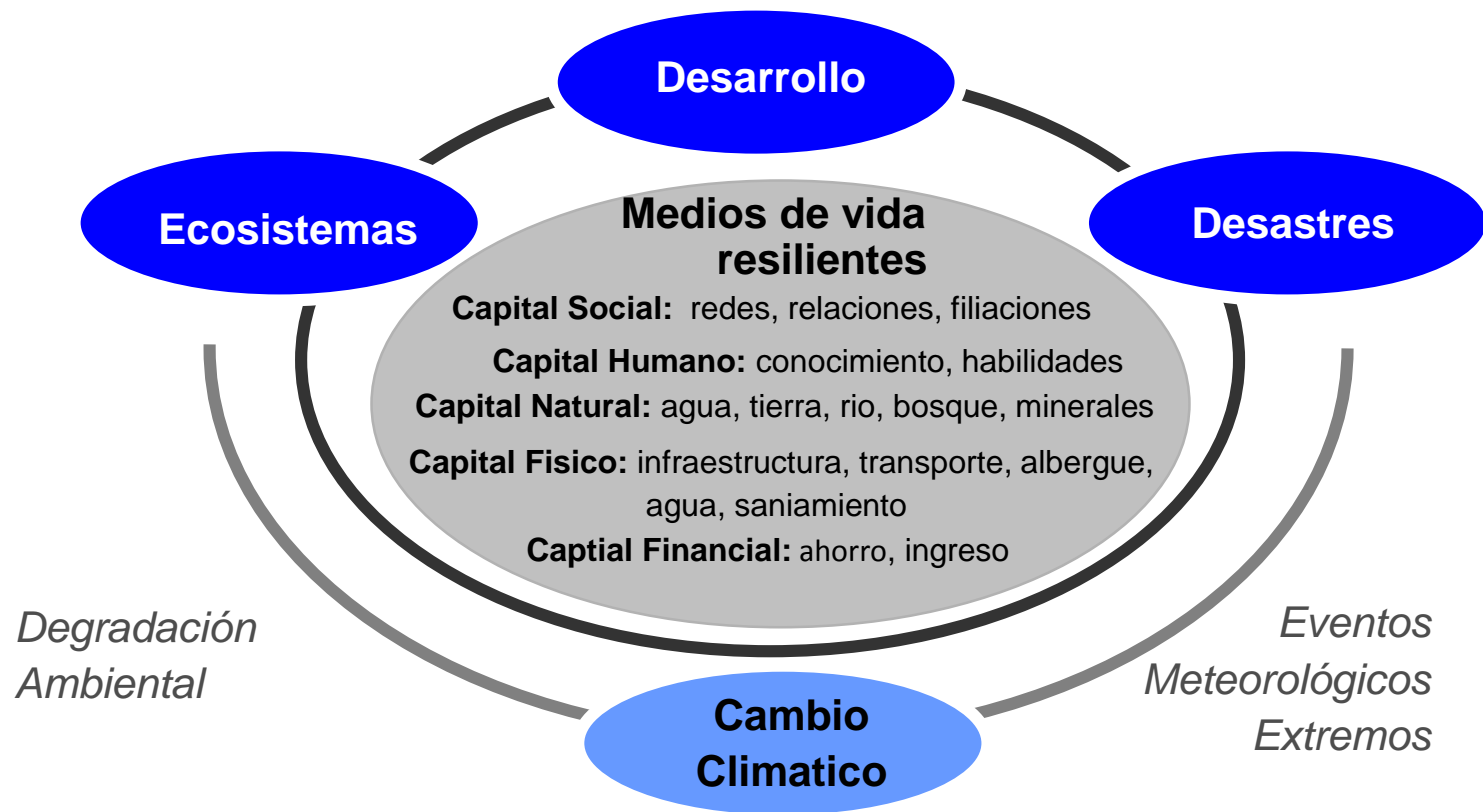 Desarrollo
Ecosistemas
Desastres
Medios de vida
resilientes
Capital Social: redes, relaciones, filiaciones
Capital Humano: conocimiento, habilidades
Capital Natural: agua, tierra, rio, bosque, minerales
Capital Fisico: infraestructura, transporte, albergue,
agua, saniamiento
Captial Financial: ahorro, ingreso
Degradación
Ambiental
Eventos
Meteorológicos
Extremos
Cambio
Climatico